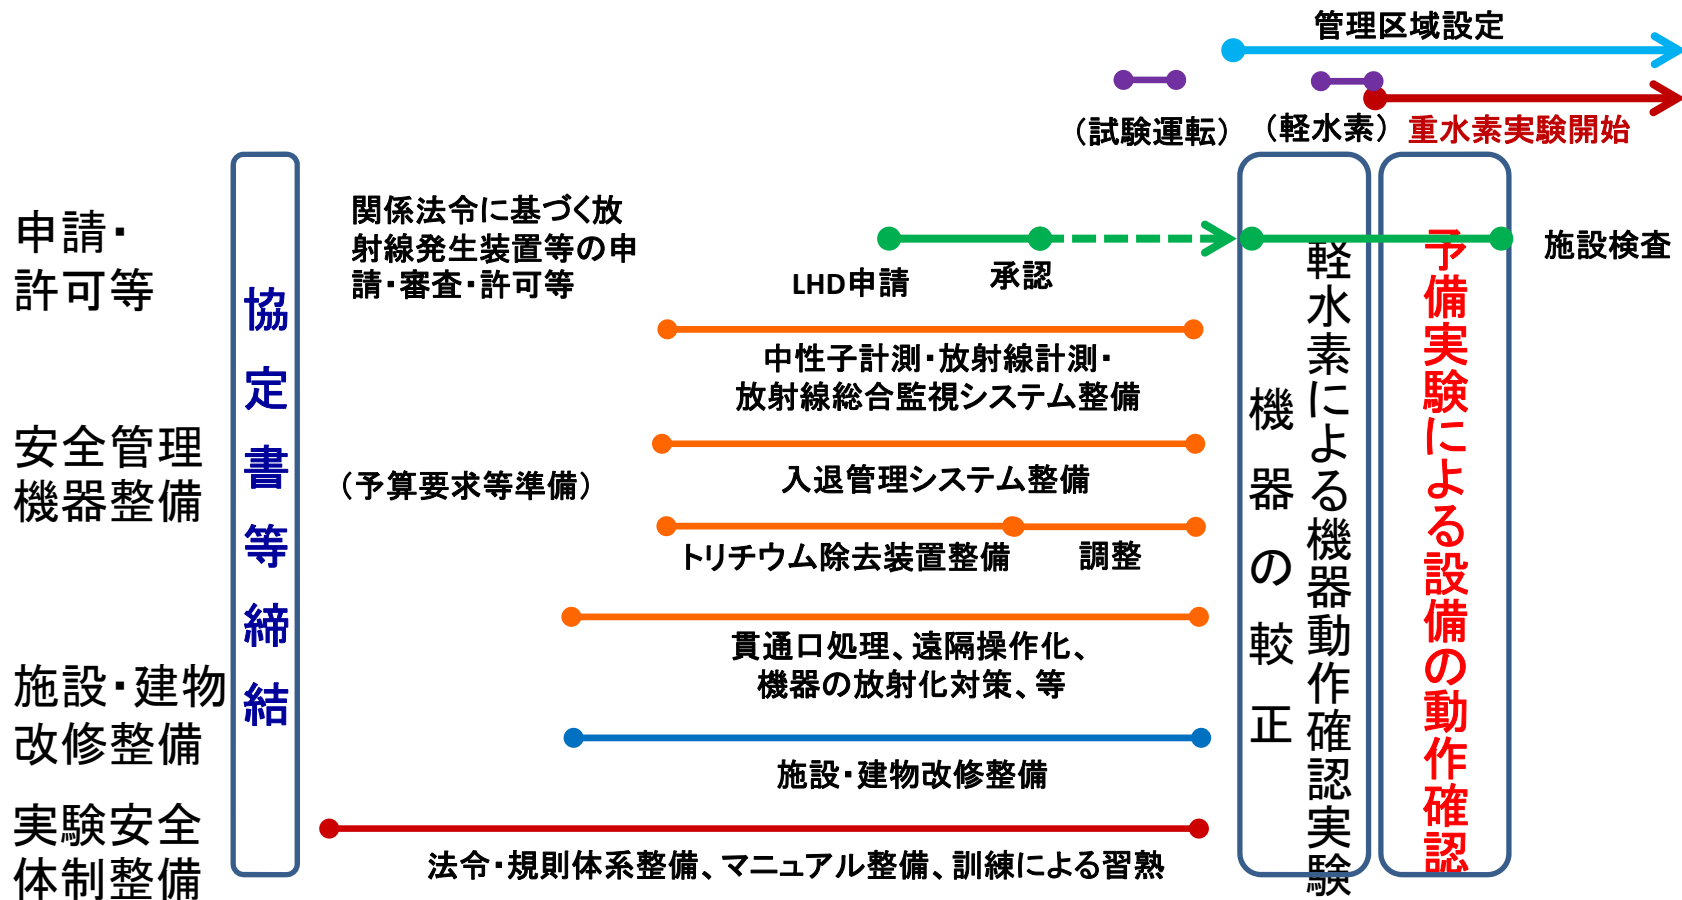 管理区域設定
（試験運転）
（軽水素）
重水素実験開始
申請・
許可等
関係法令に基づく放
射線発生装置等の申
請・審査・許可等
LHD申請
承認
施設検査
協定書等締結
中性子計測・放射線計測・
放射線総合監視システム整備
安全管理
機器整備
（予算要求等準備）
入退管理システム整備
トリチウム除去装置整備
調整
貫通口処理、遠隔操作化、
機器の放射化対策、等
施設・建物
改修整備
施設・建物改修整備
実験安全
体制整備
法令・規則体系整備、マニュアル整備、訓練による習熟
軽水素による機器動作確認実験
機器の較正
予備実験による設備の動作確認